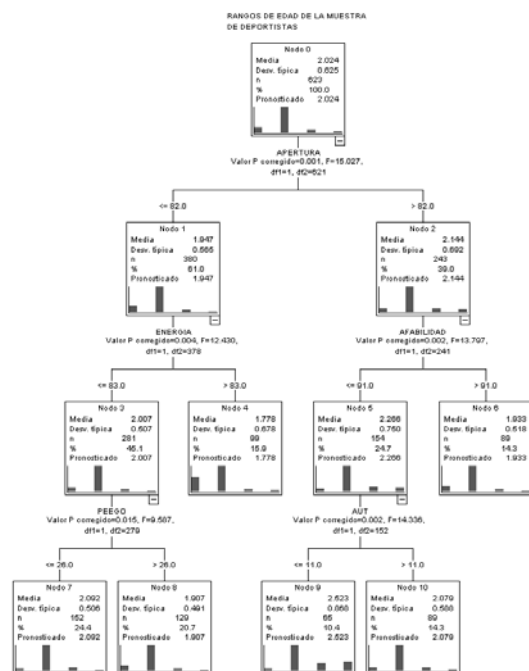 RANGOS DE EDAD DE LA MUESTRA
DE DEPORTISTAS
Nodo 0
Media 2.024
Desv. típica 0.625
n 623
% 100.0
Pronosticado 2.024
APERTURA
Valor P corregido=0.001, F=15.027,
df1=1, df2=621
<= 82.0
> 82.0
Nodo 1
Media 1.947
Desv. típica 0.565
n 380
% 61.0
Pronosticado 1.947
Nodo 2
Media 2.144
Desv. típica 0.692
n 243
% 39.0
Pronosticado 2.144
ENERGIA
Valor P corregido=0.004, F=12.430,
df1=1, df2=378
AFABILIDAD
Valor P corregido=0.002, F=13.797,
df1=1, df2=241
<= 83.0
> 83.0
<= 91.0
> 91.0
Nodo 3
Media 2.007
Desv. típica 0.507
n 281
% 45.1
Pronosticado 2.007
Nodo 4
Media 1.778
Desv. típica 0.678
n 99
% 15.9
Pronosticado 1.778
Nodo 5
Media 2.266
Desv. típica 0.750
n 154
% 24.7
Pronosticado 2.266
Nodo 6
Media 1.933
Desv. típica 0.518
n 89
% 14.3
Pronosticado 1.933
PEEGO
Valor P corregido=0.015, F=9.587,
df1=1, df2=279
AUT
Valor P corregido=0.002, F=14.336,
df1=1, df2=152
<= 26.0
> 26.0
<= 11.0
> 11.0
Nodo 7
Media 2.092
Desv. típica 0.506
n 152
% 24.4
Pronosticado 2.092
Nodo 8
Media 1.907
Desv. típica 0.491
n 129
% 20.7
Pronosticado 1.907
Nodo 9
Media 2.523
Desv. típica 0.868
n 65
% 10.4
Pronosticado 2.523
Nodo 10
Media 2.079
Desv. típica 0.588
n 89
% 14.3
Pronosticado 2.079